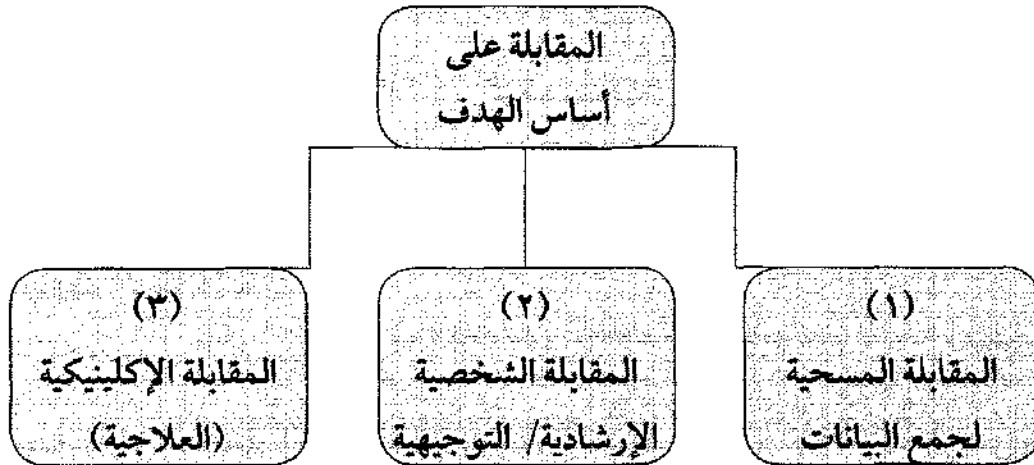 المقابلة على
أساس الهدف
(١)
المقابلة المسحية
لجمع البيانات
(٢)
المقابلة الشخصية
الإرشادية/ التوجيهية
(٣)
المقابلة الإكلينيكية
(العلاجية)